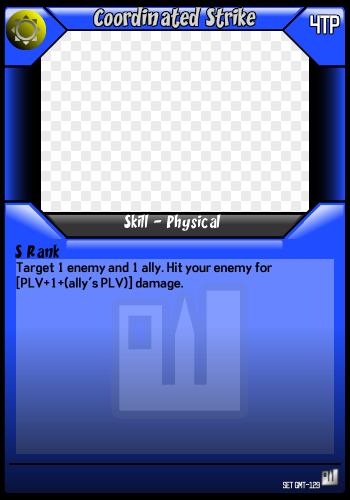 Coordinated Strike
4TP
Skill - Physical
S Rank
Target 1 enemy and 1 ally. Hit your enemy for
[PLV+1+(ally's PLV)] damage.
SET GMT-129